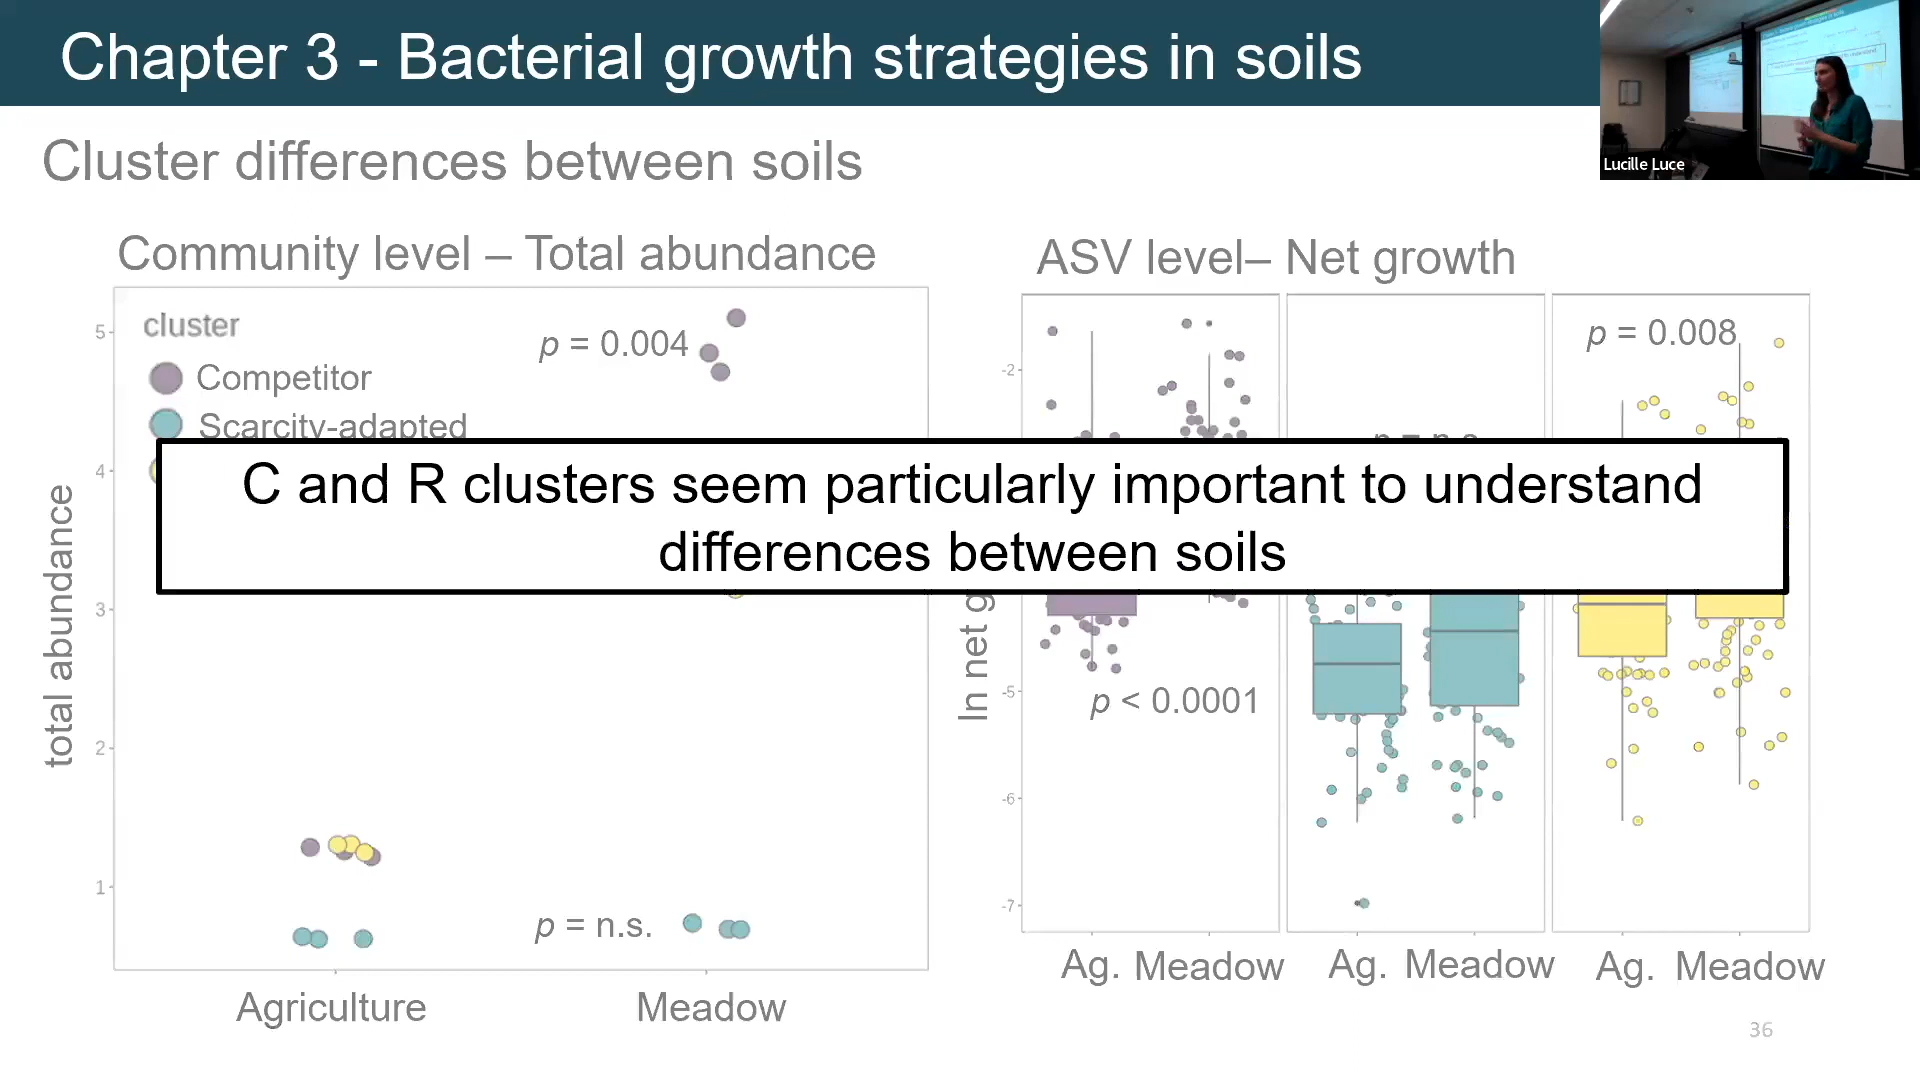 Chapter 3 - Bacterial growth strategies in soils
Lucille Luce
Cluster differences between soils
Community level – Total abundance
ASV level– Net growth
cluster
Competitor
Scarcity-adapted
p = 0.004
p = n.s.
total abundance
5
4
3
2
1
Agriculture
Meadow
C and R clusters seem particularly important to understand
differences between soils
ln net g
-2
-5
-6
-7
p < 0.0001
p = n.s.
p = 0.008
Ag. Meadow
Ag. Meadow
Ag. Meadow
36